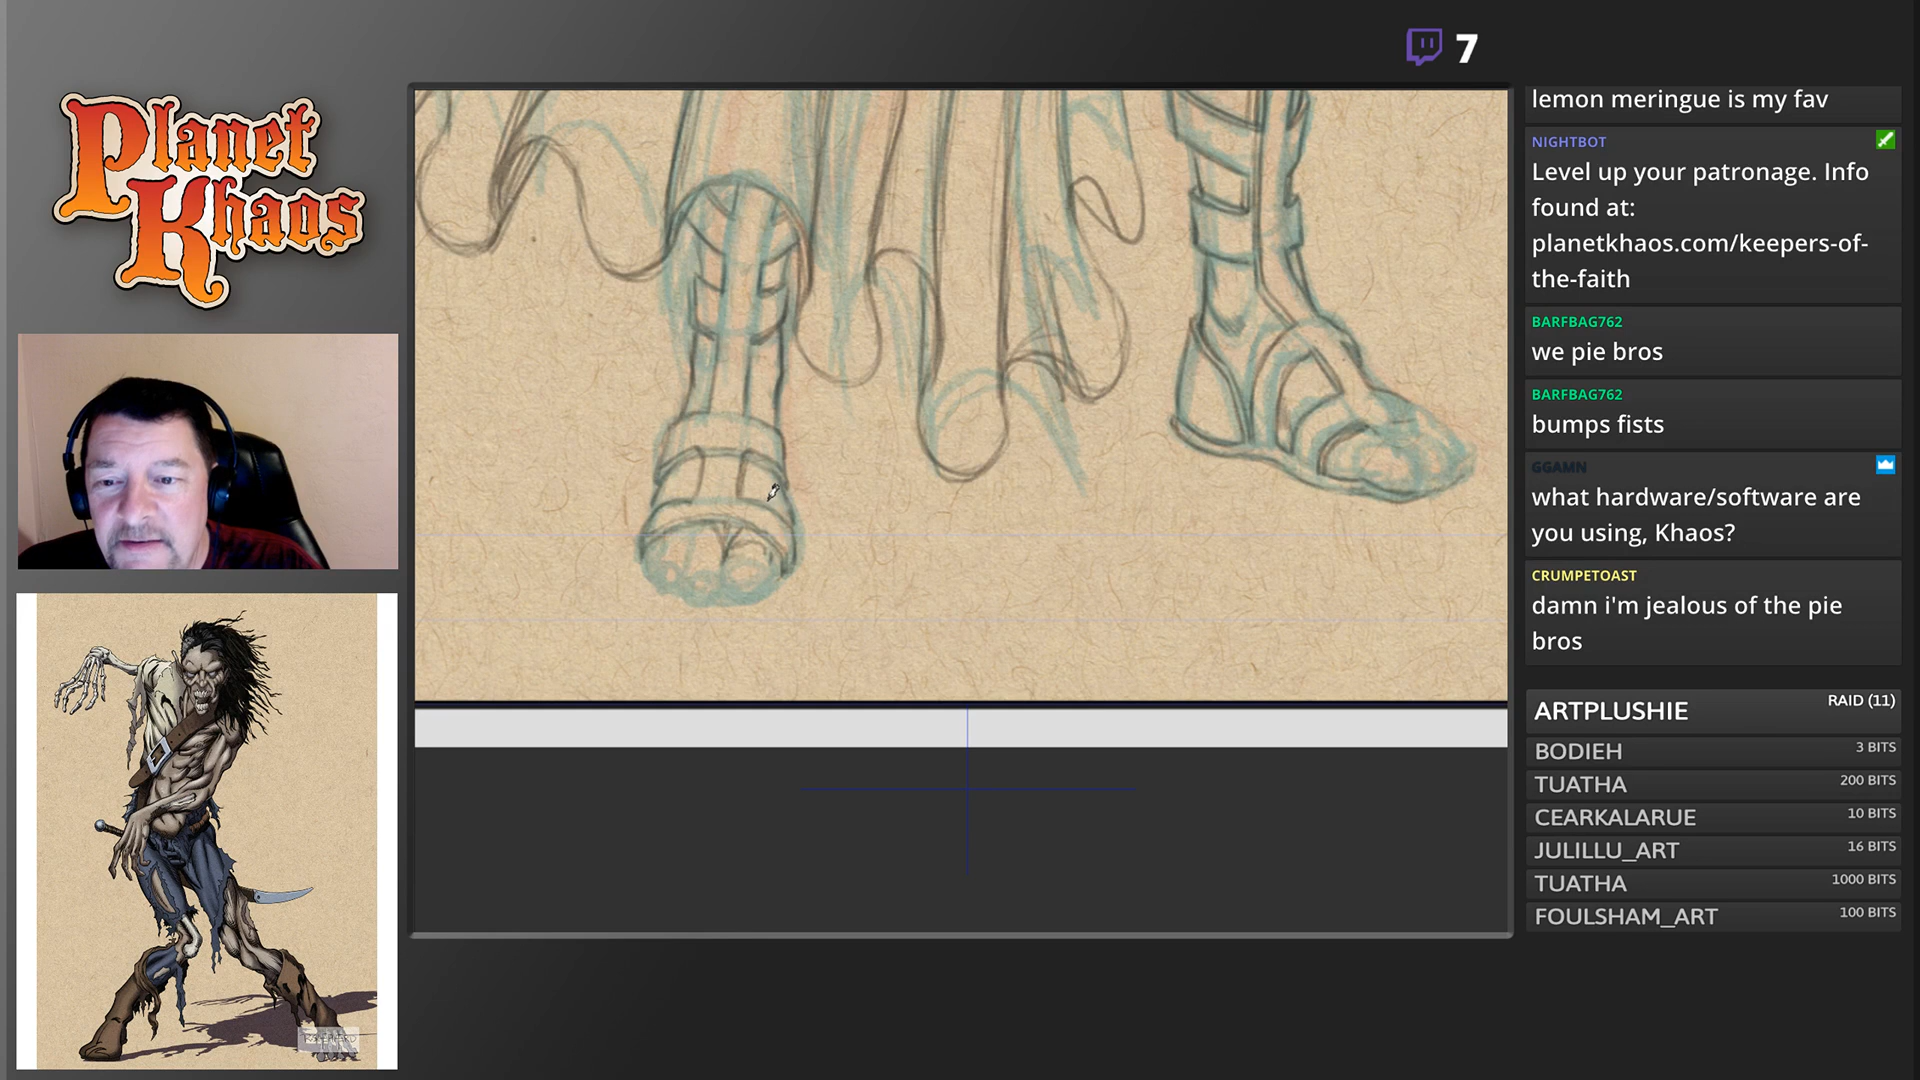 7
Planet
Khaos
lemon meringue is my fav
NIGHTBOT
Level up your patronage. Info
found at:
planetkhaos.com/keepers-of-
the-faith
BARFBAG762
we pie bros
BARFBAG762
bumps fists
GGAMN
what hardware/software are
you using, Khaos?
CRUMPETOAST
damn i'm jealous of the pie
bros
ARTPLUSHIE RAID (11)
BODIEH 3 BITS
TUATHA 200 BITS
CEARKALARUE 10 BITS
JULILLU_ART 16 BITS
TUATHA 1000 BITS
FOULSHAM_ART 100 BITS